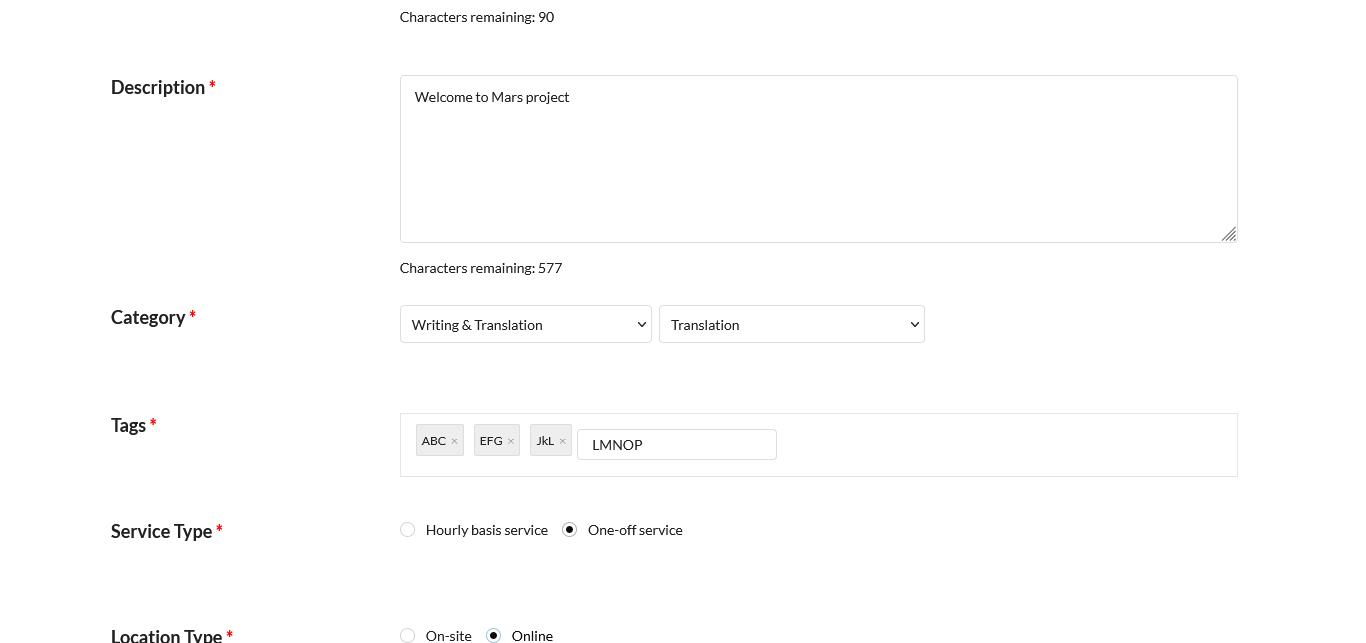 Characters remaining: 90
Description *
Welcome to Mars project
Characters remaining: 577
Category *
Writing & Translation
Translation
Tags *
ABC ×
EFG ×
JkL ×
LMNOP
Service Type *
Hourly basis service
One-off service
Location Type *
On-site
Online